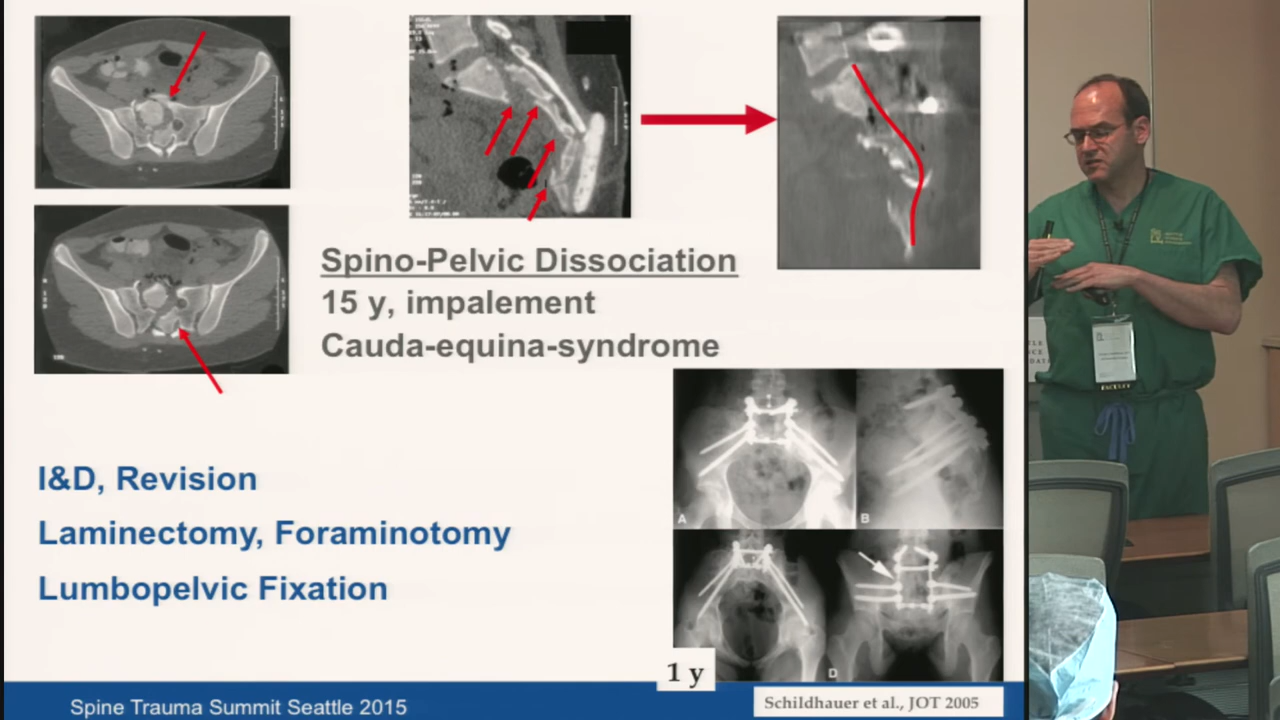 Spino-Pelvic Dissociation
15 y, impalement
Cauda-equina-syndrome
I&D, Revision
Laminectomy, Foraminotomy
Lumbopelvic Fixation
A
B
D
1 y
Spine Trauma Summit Seattle 2015
Schildhauer et al., JOT 2005
FACULTY